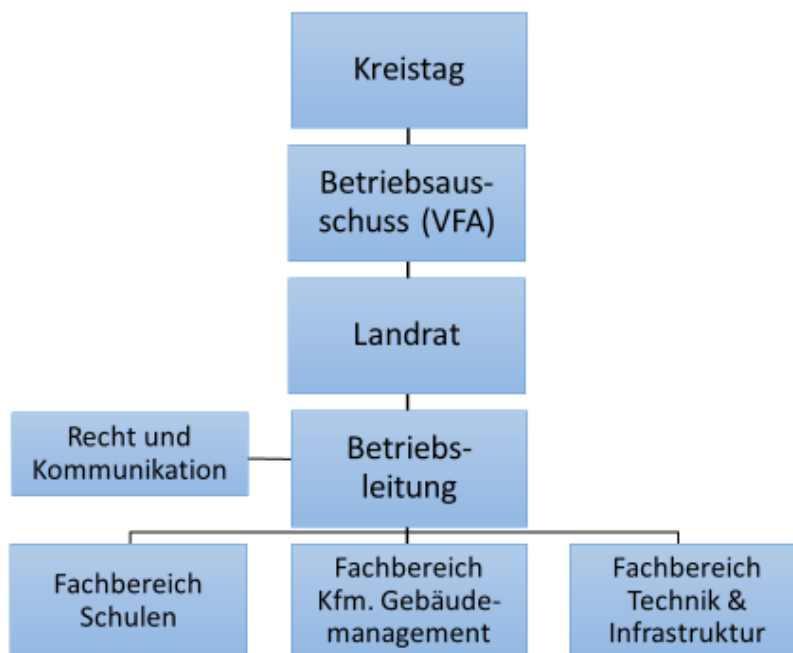 Kreistag
Betriebsaus-
schuss (VFA)
Landrat
Recht und
Kommunikation
Betriebs-
leitung
Fachbereich
Schulen
Fachbereich
Kfm. Gebäude-
management
Fachbereich
Technik &
Infrastruktur